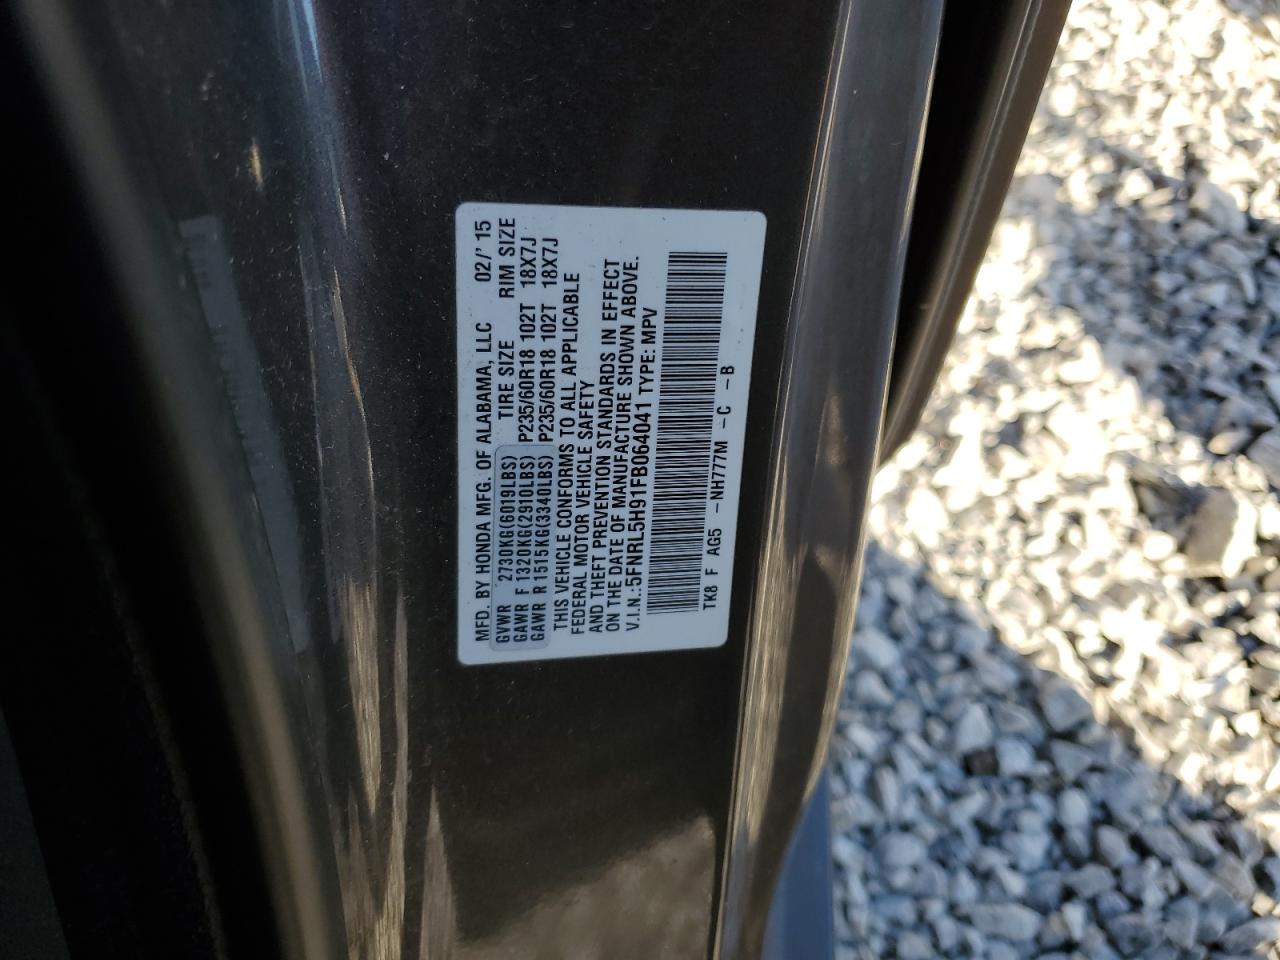 MFD. BY HONDA MFG. OF ALABAMA, LLC 02/' 15
TIRE SIZE RIM SIZE
GVWR 2730KG(6019LBS)
GAWR F 1320KG(2910LBS) P235/60R18 102T 18X7J
GAWR R 1515KG(3340LBS) P235/60R18 102T 18X7J
THIS VEHICLE CONFORMS TO ALL APPLICABLE
FEDERAL MOTOR VEHICLE SAFETY
AND THEFT PREVENTION STANDARDS IN EFFECT
ON THE DATE OF MANUFACTURE SHOWN ABOVE.
V.I.N.:5FNRL5H91FB064041 TYPE: MPV
TK8 F AG5 -NH777M -C -B